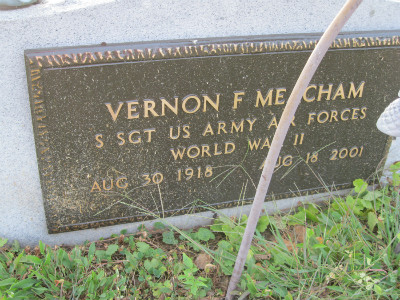 VERNON F MEACHAM
S SGT US ARMY AIR FORCES
WORLD WAR II
AUG 30 1918 AUG 18 2001